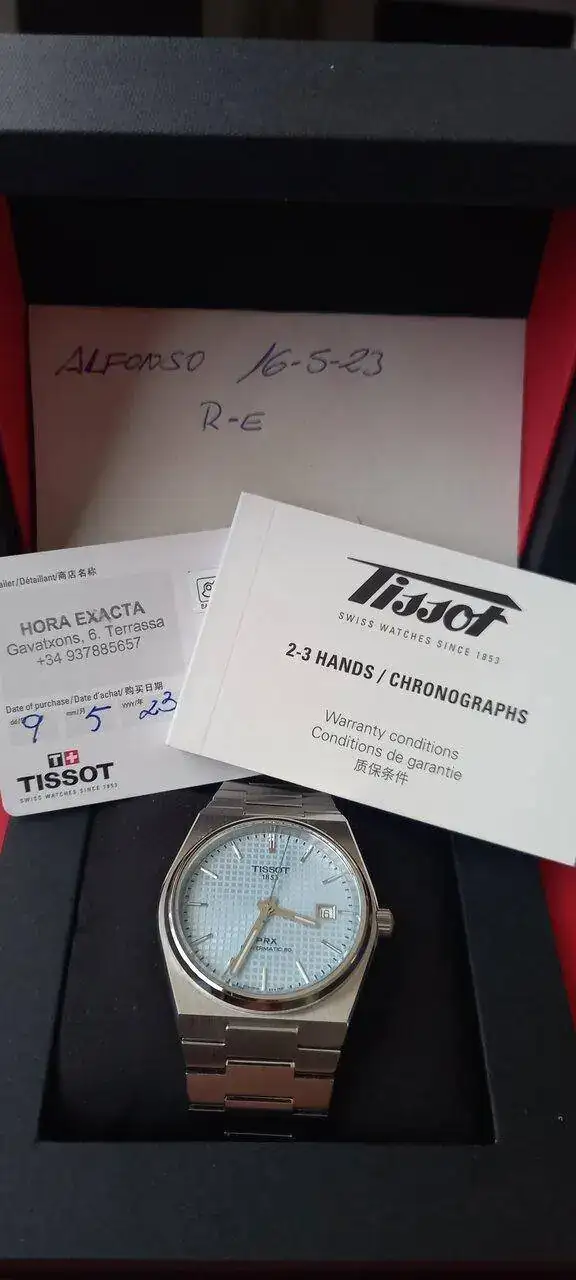 ALFONSO 16-5-23
R-E
HORA EXACTA
Gavatxons, 6. Terrassa
+34 937885657
Date of purchase/Date d'achat/购买日期
9 5 23
TISSOT
SWISS WATCHES SINCE 1853
Tissot
SWISS WATCHES SINCE 1853
2-3 HANDS / CHRONOGRAPHS
Warranty conditions
Conditions de garantie
质保条件
TISSOT
1853
PRX